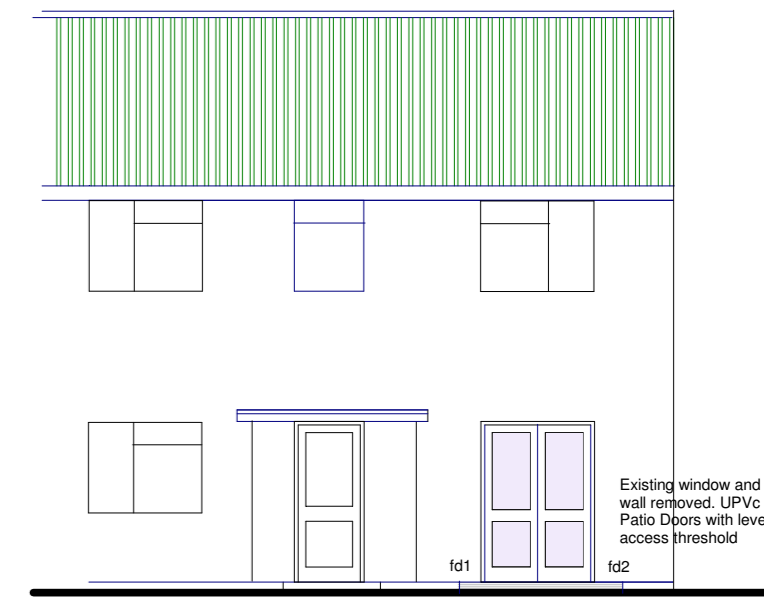 Existing window and
wall removed. UPVc
Patio Doors with leve
access threshold
fd1
fd2